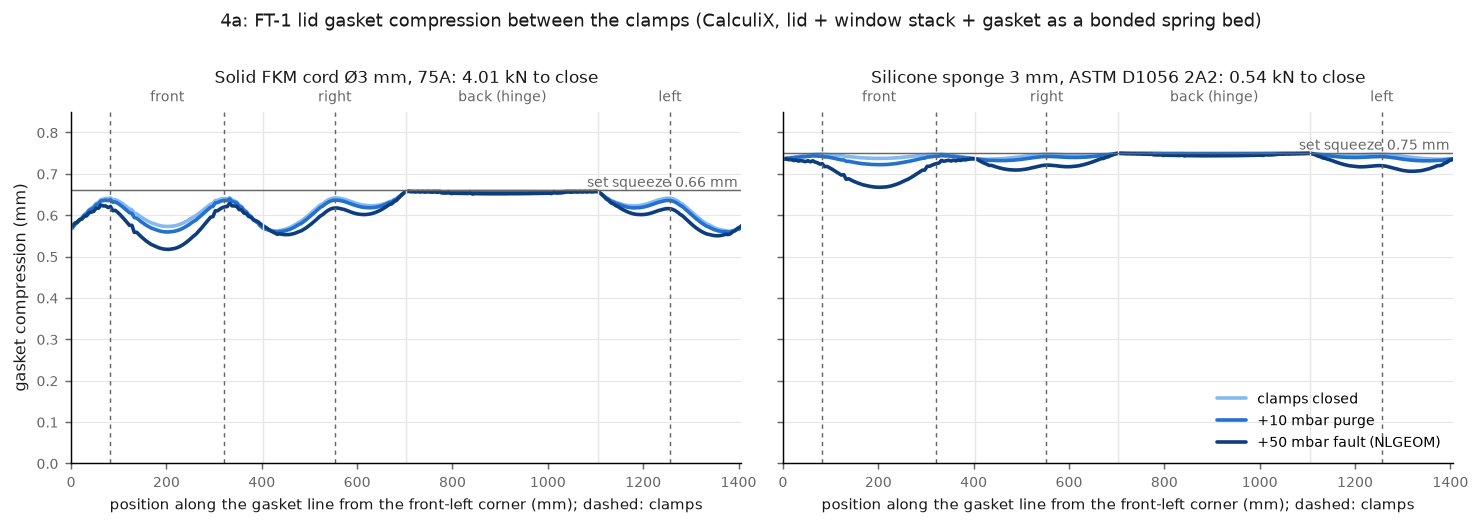 4a: FT-1 lid gasket compression between the clamps (CalculiX, lid + window stack + gasket as a bonded spring bed)
Solid FKM cord Ø3 mm, 75A: 4.01 kN to close
front right back (hinge) left
set squeeze 0.66 mm
gasket compression (mm)
0.8
0.7
0.6
0.5
0.4
0.3
0.2
0.1
0.0
0 200 400 600 800 1000 1200 1400
position along the gasket line from the front-left corner (mm); dashed: clamps
Silicone sponge 3 mm, ASTM D1056 2A2: 0.54 kN to close
front right back (hinge) left
set squeeze 0.75 mm
clamps closed
+10 mbar purge
+50 mbar fault (NLGEOM)
0 200 400 600 800 1000 1200 1400
position along the gasket line from the front-left corner (mm); dashed: clamps